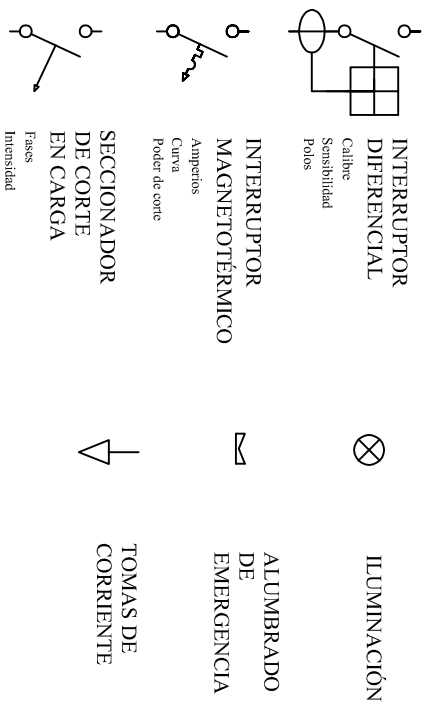 INTERRUPTOR
DIFERENCIAL
Calibre
Sensibilidad
Polos
ILUMINACIÓN
INTERRUPTOR
MAGNETOTÉRMICO
Amperios
Curva
Poder de corte
ALUMBRADO
DE
EMERGENCIA
SECCIONADOR
DE CORTE
EN CARGA
Fases
Intensidad
TOMAS DE
CORRIENTE